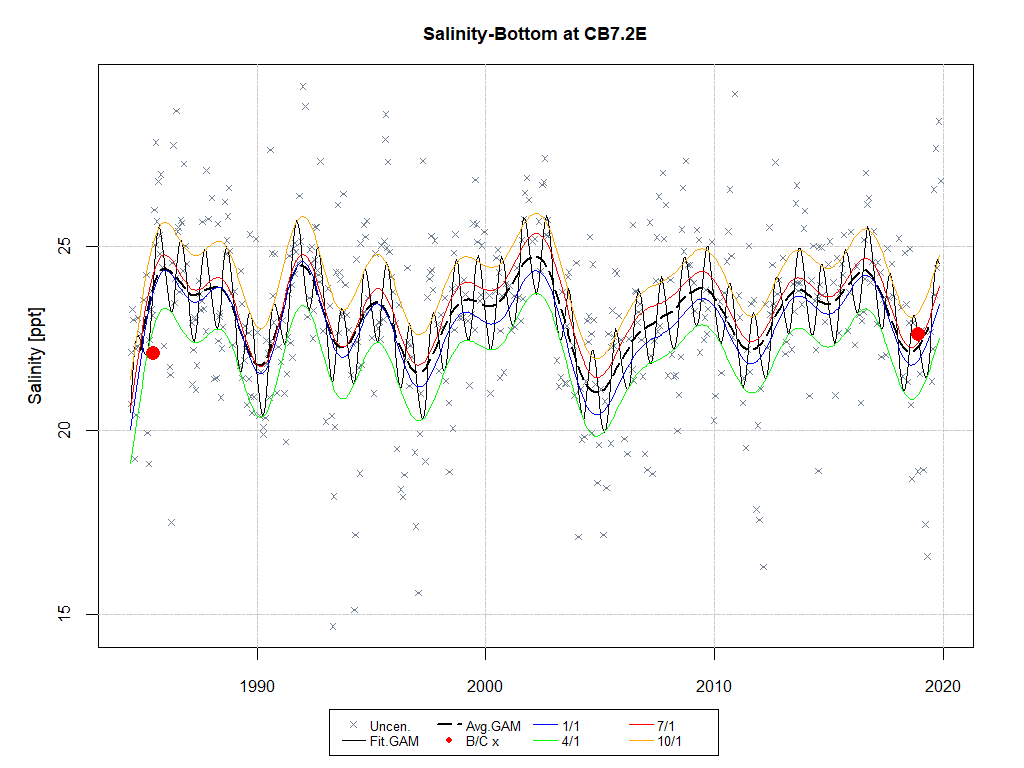 Salinity-Bottom at CB7.2E
Salinity [ppt]
25
20
15
1990 2000 2010 2020
Uncen. Avg.GAM 1/1 7/1
Fit.GAM B/C x 4/1 10/1